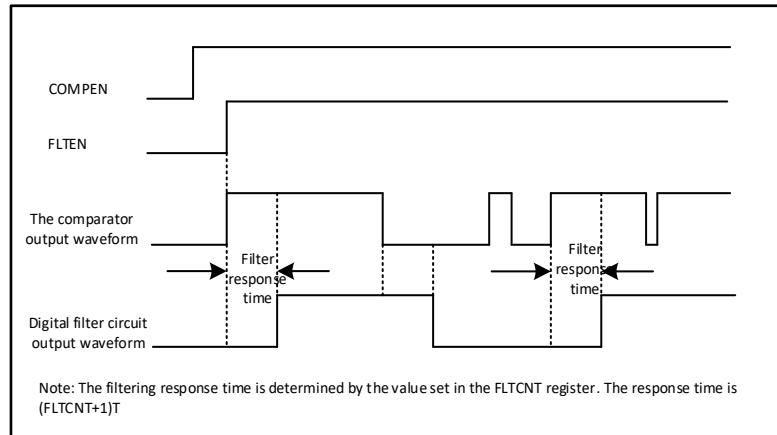 COMPEN
FLTEN
The comparator
output waveform
Filter
response
time
Filter
response
time
Digital filter circuit
output waveform
Note: The filtering response time is determined by the value set in the FLTCNT register. The response time is
(FLTCNT+1)T